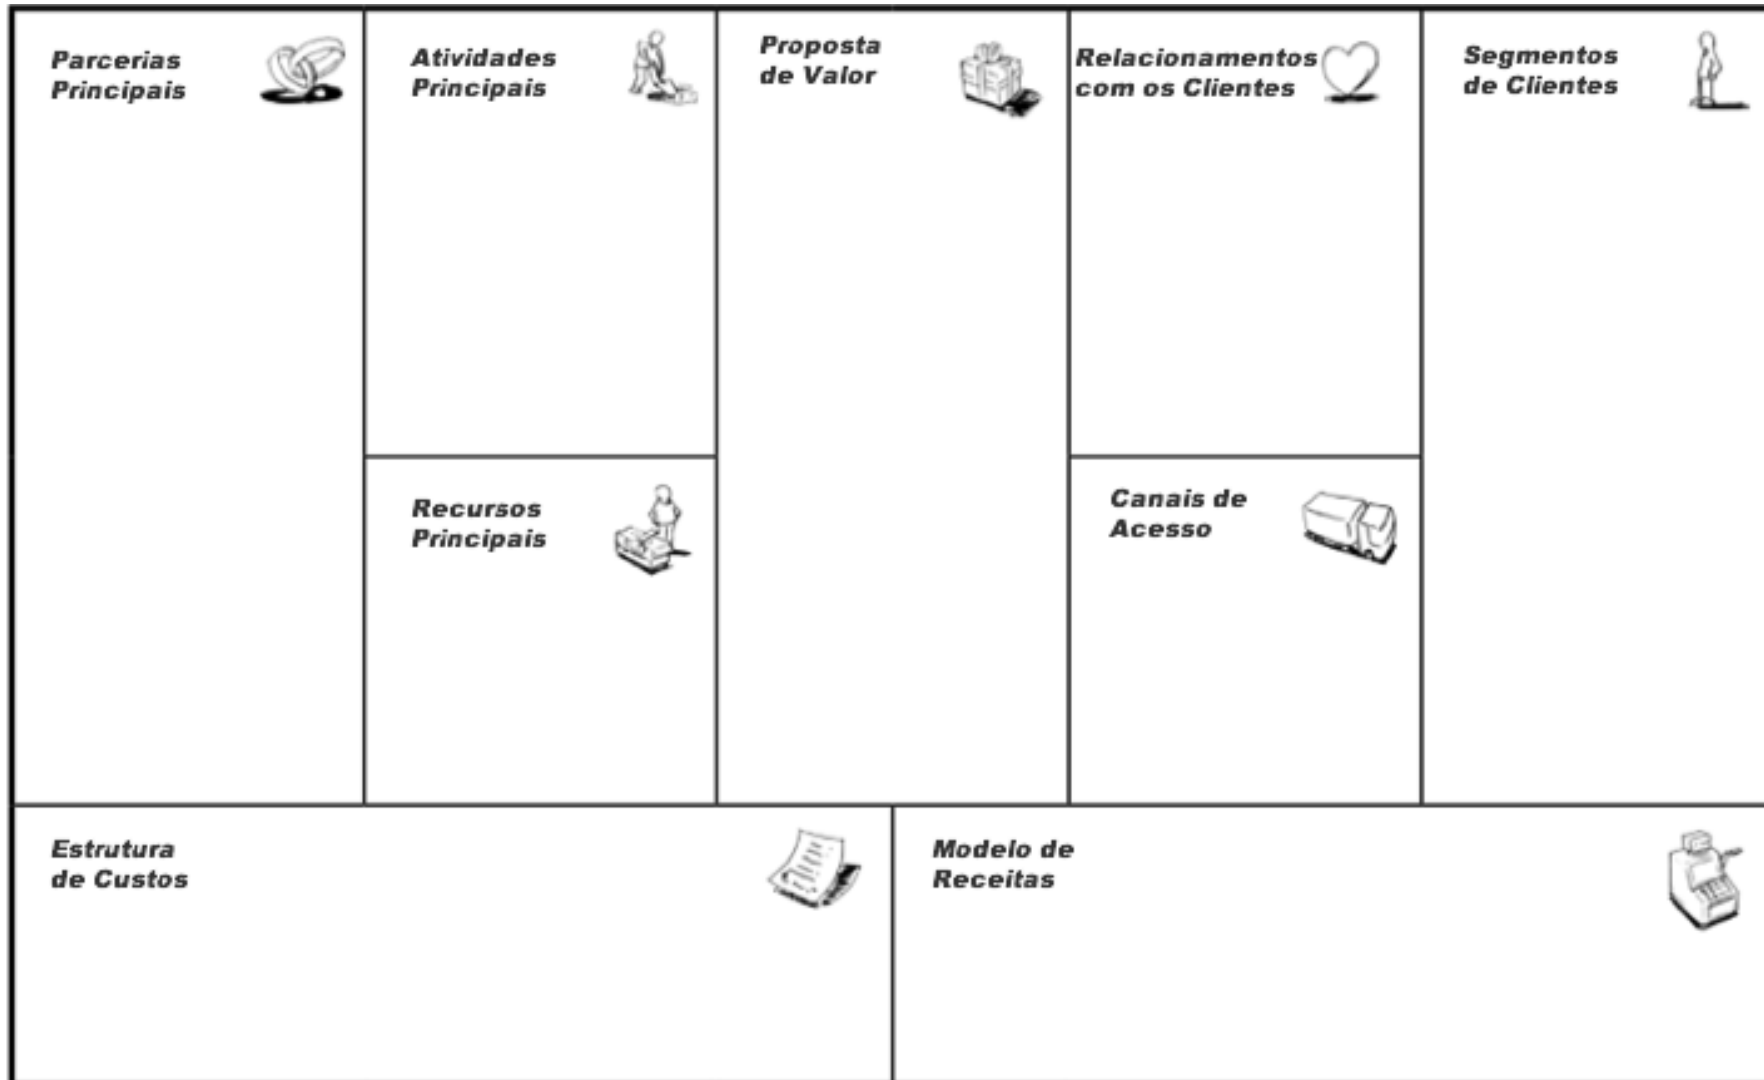 Parcerias
Principais
Atividades
Principais
Proposta
de Valor
Relacionamentos
com os Clientes
Segmentos
de Clientes
Recursos
Principais
Canais de
Acesso
Estrutura
de Custos
Modelo de
Receitas